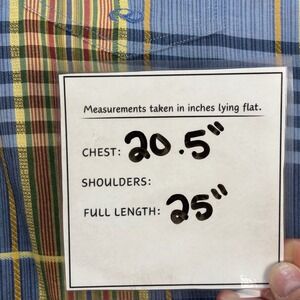 Measurements taken in inches lying flat.
CHEST: 20.5"
SHOULDERS:
FULL LENGTH: 25"